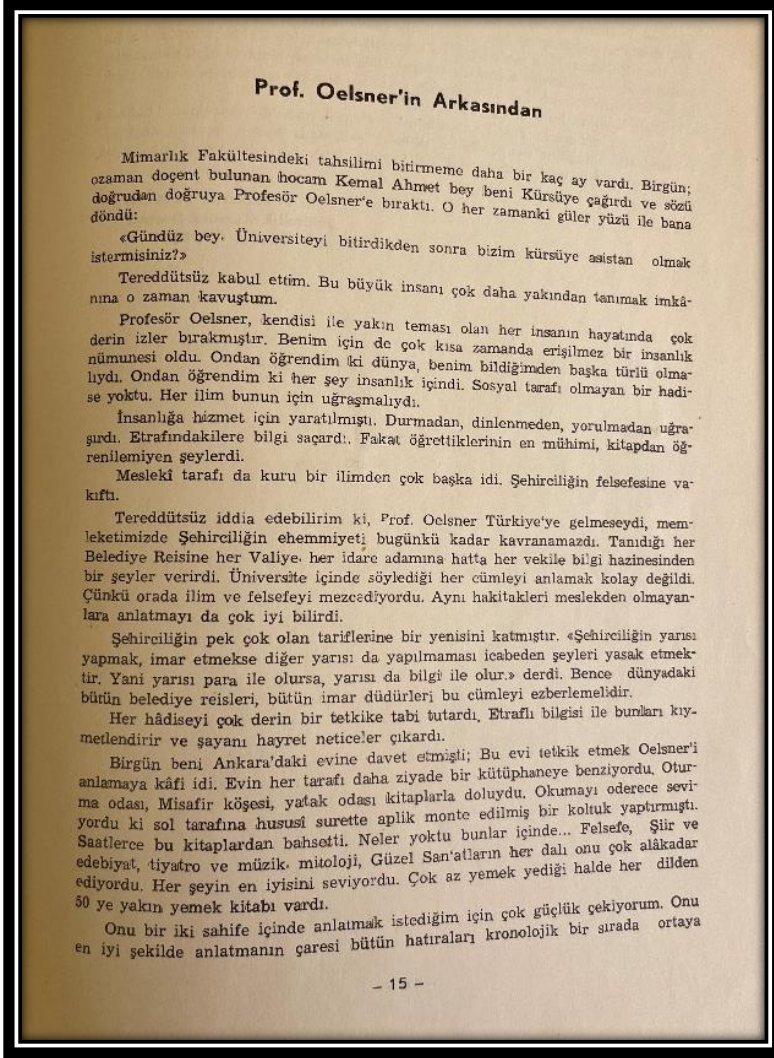 Prof. Oelsner'in Arkasından
Mimarlık Fakültesindeki tahsilimi bitirmeme daha bir kaç ay vardı. Birgün;
ozaman doçent bulunan hocam Kemal Ahmet bey beni Kürsüye çağırdı ve sözü
doğrudan doğruya Profesör Oelsner'e bıraktı. O her zamanki güler yüzü ile bana
döndü:
«Gündüz bey. Üniversiteyi bitirdikden sonra bizim kürsüye asistan olmak
istermisiniz?»
Tereddütsüz kabul ettim. Bu büyük insanı çok daha yakından tanımak imkâ-
nına o zaman kavuştum.
Profesör Oelsner, kendisi ile yakın teması olan her insanın hayatında çok
derin izler bırakmıştır. Benim için de çok kısa zamanda erişilmez bir insanlık
nümunesi oldu. Ondan öğrendim ki dünya, benim bildiğimden başka türlü olma-
lıydı. Ondan öğrendim ki her şey insanlık içindi. Sosyal tarafı olmayan bir hadi-
se yoktu. Her ilim bunun için uğraşmalıydı.
İnsanlığa hizmet için yaratılmıştı. Durmadan, dinlenmeden, yorulmadan uğra-
şırdı. Etrafındakilere bilgi saçardı. Fakat öğrettiklerinin en mühimi, kitapdan öğ-
renilemiyen şeylerdi.
Meslekî tarafı da kuru bir ilimden çok başka idi. Şehirciliğin felsefesine va-
kıftı.
Tereddütsüz iddia edebilirim ki, Prof. Oelsner Türkiye'ye gelmeseydi, mem-
leketimizde Şehirciliğin ehemmiyeti bugünkü kadar kavranamazdı. Tanıdığı her
Belediye Reisine her Valiye. her idare adamına hatta her vekile bilgi hazinesinden
bir şeyler verirdi. Üniversite içinde söylediği her cümleyi anlamak kolay değildi.
Çünkü orada ilim ve felsefeyi mezcediyordu. Aynı hakitakleri meslekden olmayan-
lara anlatmayı da çok iyi bilirdi.
Şehirciliğin pek çok olan tariflerine bir yenisini katmıştır. «Şehirciliğin yarısı
yapmak, imar etmekse diğer yarısı da yapılmaması icabeden şeyleri yasak etmek-
tir. Yani yarısı para ile olursa, yarısı da bilgi ile olur.» derdi. Bence dünyadaki
bütün belediye reisleri, bütün imar düdürleri bu cümleyi ezberlemelidir.
Her hâdiseyi çok derin bir tetkike tabi tutardı. Etraflı bilgisi ile bunları kıy-
metlendirir ve şayanı hayret neticeler çıkardı.
Birgün beni Ankara'daki evine davet etmişti; Bu evi tetkik etmek Oelsner'i
anlamaya kâfi idi. Evin her tarafı daha ziyade bir kütüphaneye benziyordu. Otur-
ma odası, Misafir köşesi, yatak odası kitaplarla doluydu. Okumayı oderece sevi-
yordu ki sol tarafına hususî surette aplik monte edilmiş bir koltuk yaptırmıştı.
Saatlerce bu kitaplardan bahsetti. Neler yoktu bunlar içinde... Felsefe, Şiir ve
edebiyat, tiyatro ve müzik. mitoloji, Güzel San'atların her dalı onu çok alâkadar
ediyordu. Her şeyin en iyisini seviyordu. Çok az yemek yediği halde her dilden
50 ye yakın yemek kitabı vardı.
Onu bir iki sahife içinde anlatmak istediğim için çok güçlük çekiyorum. Onu
en iyi şekilde anlatmanın çaresi bütün hatıraları kronolojik bir sırada ortaya
– 15 –